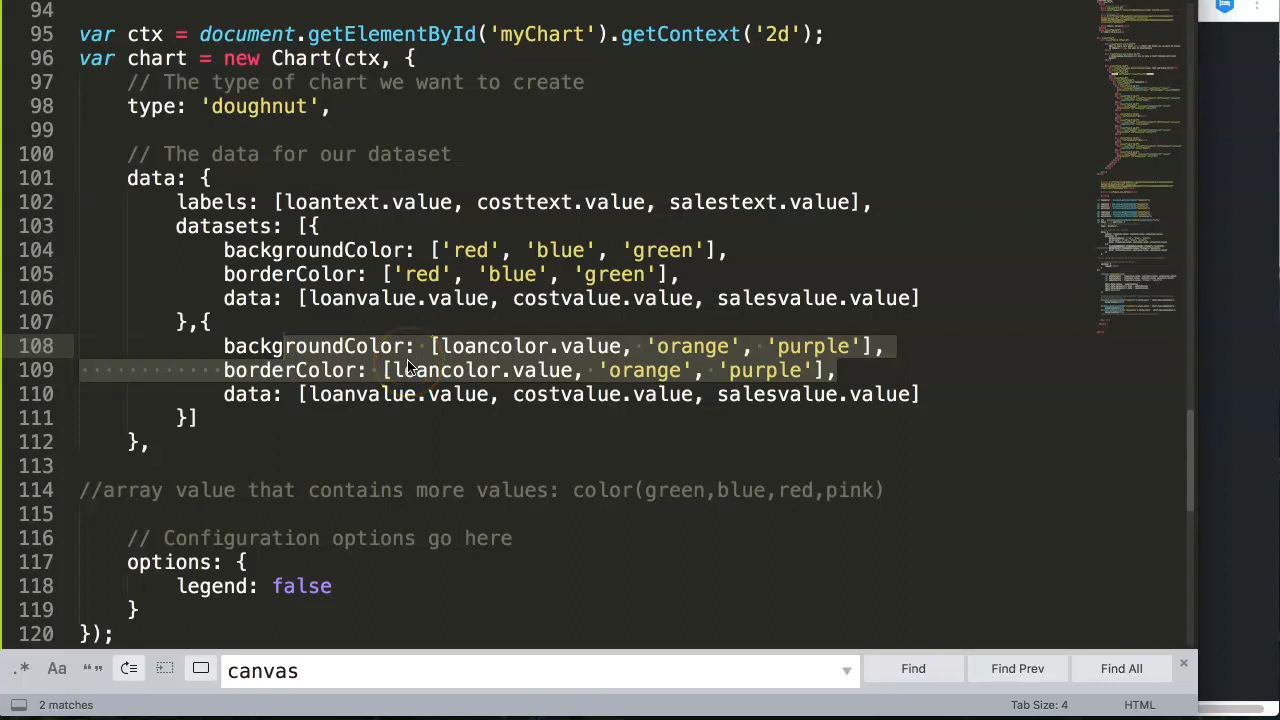 94
95 var ctx = document.getElementById('myChart').getContext('2d');
96 var chart = new Chart(ctx, {
97 // The type of chart we want to create
98 type: 'doughnut',
99
100 // The data for our dataset
101 data: {
102 labels: [loantext.value, costtext.value, salestext.value],
103 datasets: [{
104 backgroundColor: ['red', 'blue', 'green'],
105 borderColor: ['red', 'blue', 'green'],
106 data: [loanvalue.value, costvalue.value, salesvalue.value]
107 },{
108 backgroundColor: [loancolor.value, 'orange', 'purple'],
109 borderColor: [loancolor.value, 'orange', 'purple'],
110 data: [loanvalue.value, costvalue.value, salesvalue.value]
111 }]
112 },
113
114 //array value that contains more values: color(green,blue,red,pink)
115
116 // Configuration options go here
117 options: {
118 legend: false
119 }
120 });
.* Aa “” canvas Find Find Prev Find All
2 matches Tab Size: 4 HTML